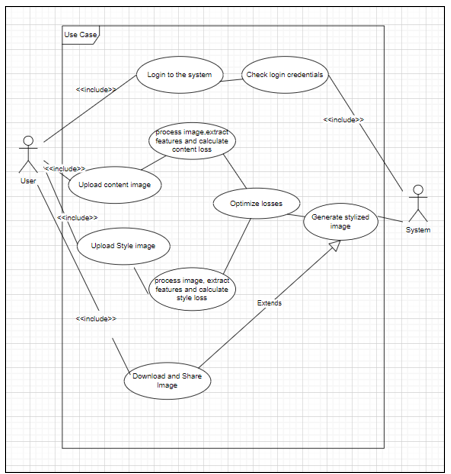 Use Case
Login to the system
Check login credentials
<<include>>
<<include>>
process image,extract
features and calculate
content loss
User
<<include>>
Upload content image
Optimize losses
<<include>>
Generate stylized
image
System
Upload Style image
process image, extract
features and calculate
style loss
Extends
<<include>>
Download and Share
Image